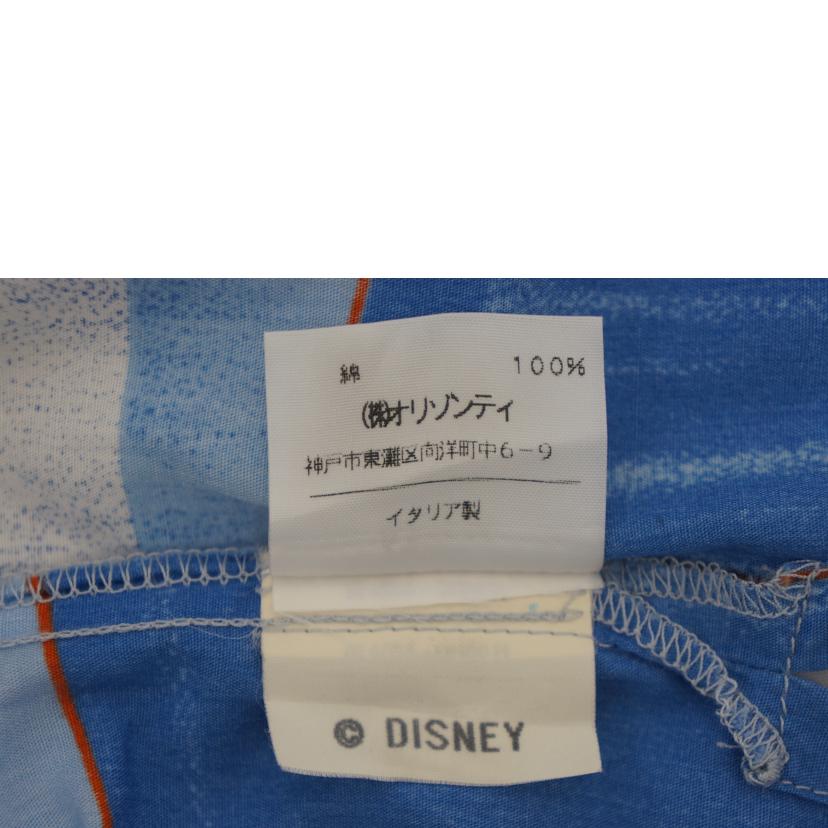 綿 100%
(株)オリゾンティ
神戸市東灘区向洋町中6-9
イタリア製
© DISNEY